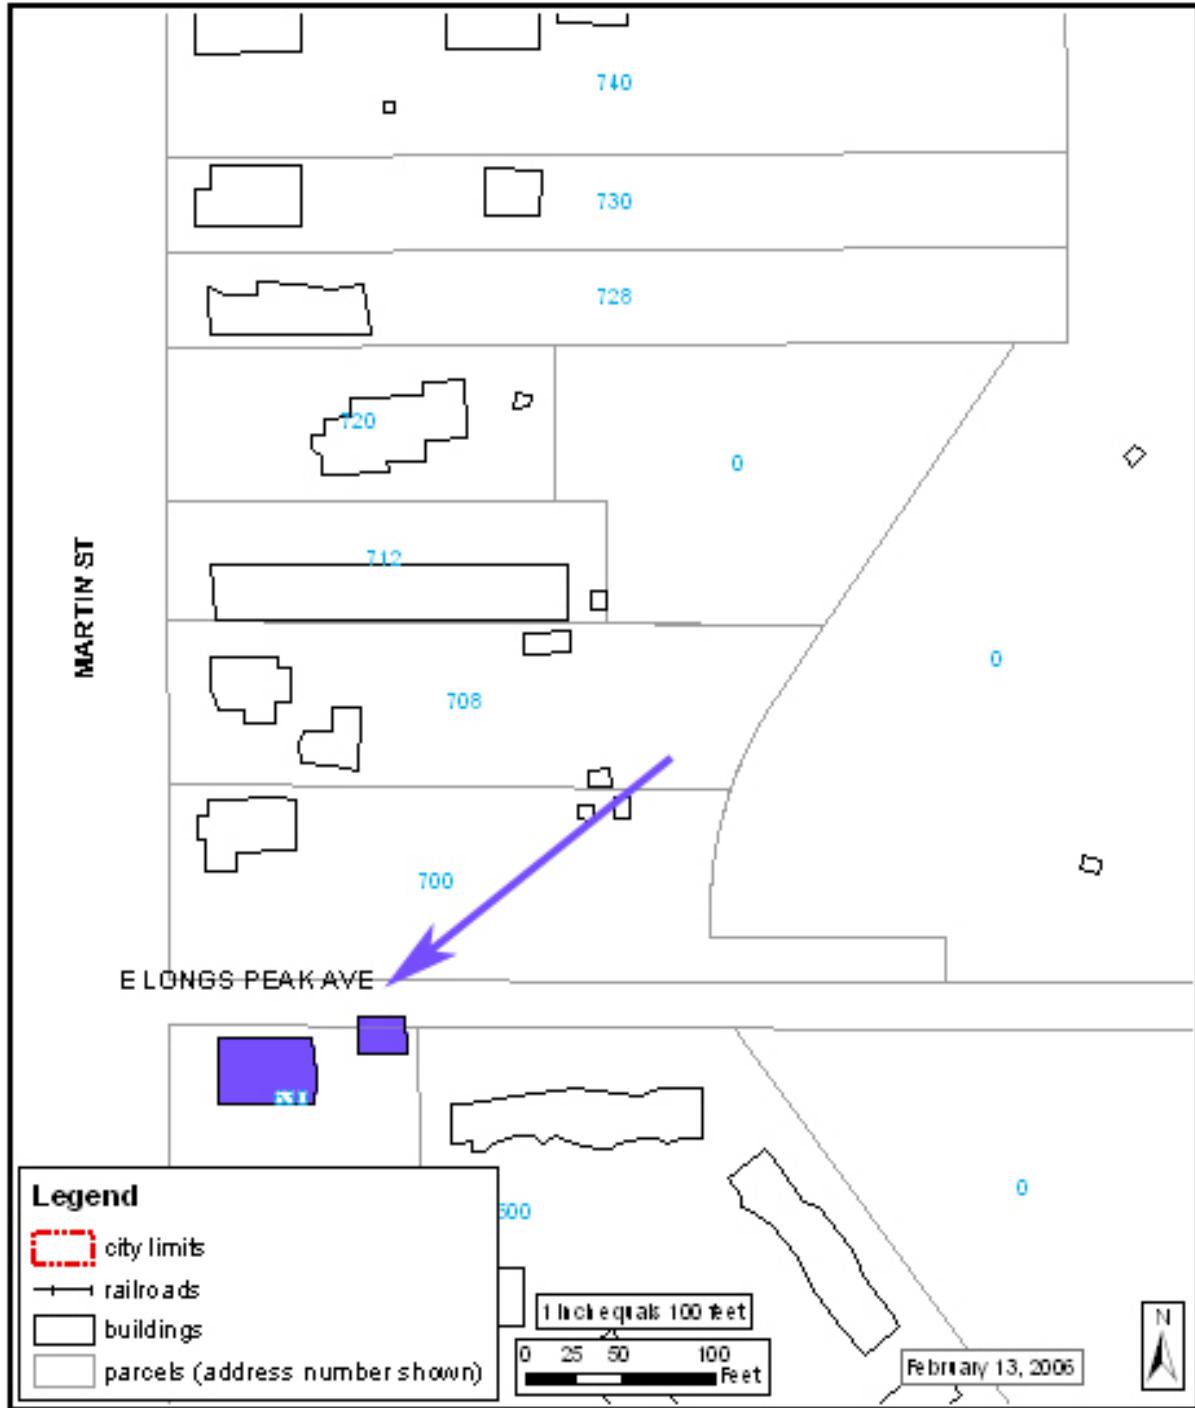 740
730
728
720
0
712
MARTIN ST
0
708
700
E LONGS PEAK AVE
0
Legend
city limits
railroads
buildings
parcels (address number shown)
1 inch equals 100 feet
0 25 50 100
Feet
February 13, 2006
N